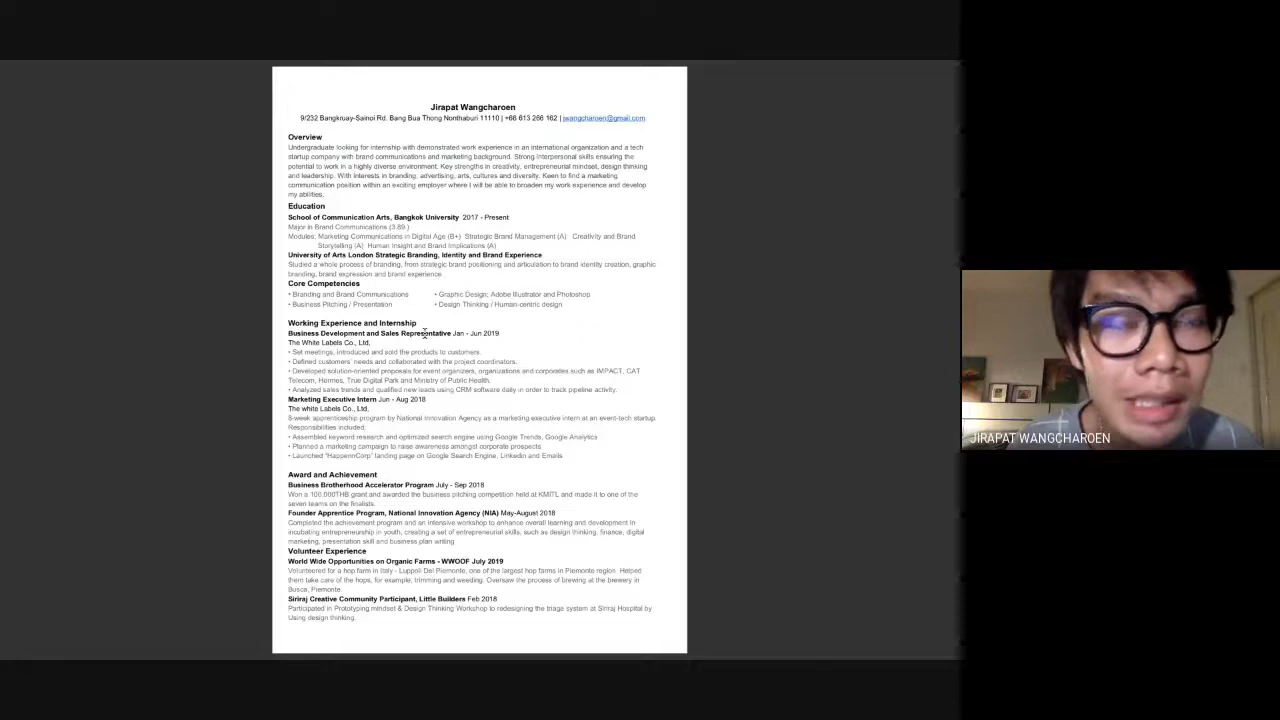 Jirapat Wangcharoen
9/232 Bangkruay-Sainoi Rd. Bang Bua Thong Nonthaburi 11110 | +66 613 266 162 | jwangcharoen@gmail.com
Overview
Undergraduate looking for internship with demonstrated work experience in an international organization and a tech
startup company with brand communications and marketing background. Strong Interpersonal skills ensuring the
potential to work in a highly diverse environment. Key strengths in creativity, entrepreneurial mindset, design thinking
and leadership. With interests in branding, advertising, arts, cultures and diversity. Keen to find a marketing
communication position within an exciting employer where I will be able to broaden my work experience and develop
my abilities.
Education
School of Communication Arts, Bangkok University 2017 - Present
Major in Brand Communications (3.89.)
Modules: Marketing Communications in Digital Age (B+) Strategic Brand Management (A) Creativity and Brand
Storytelling (A) Human Insight and Brand Implications (A)
University of Arts London Strategic Branding, Identity and Brand Experience
Studied a whole process of branding, from strategic brand positioning and articulation to brand identity creation, graphic
branding, brand expression and brand experience
Core Competencies
• Branding and Brand Communications • Graphic Design; Adobe Illustrator and Photoshop
• Business Pitching / Presentation • Design Thinking / Human-centric design
Working Experience and Internship
Business Development and Sales Representative Jan - Jun 2019
The White Labels Co., Ltd,
• Set meetings, introduced and sold the products to customers.
• Defined customers' needs and collaborated with the project coordinators.
• Developed solution-oriented proposals for event organizers, organizations and corporates such as IMPACT, CAT
Telecom, Hermes, True Digital Park and Ministry of Public Health.
• Analyzed sales trends and qualified new leads using CRM software daily in order to track pipeline activity.
Marketing Executive Intern Jun - Aug 2018
The white Labels Co., Ltd.
8-week apprenticeship program by National Innovation Agency as a marketing executive intern at an event-tech startup.
Responsibilities included;
• Assembled keyword research and optimized search engine using Google Trends, Google Analytics
• Planned a marketing campaign to raise awareness amongst corporate prospects
• Launched "HappennCorp" landing page on Google Search Engine, Linkedin and Emails
Award and Achievement
Business Brotherhood Accelerator Program July - Sep 2018
Won a 100,000THB grant and awarded the business pitching competition held at KMITL and made it to one of the
seven teams on the finalists.
Founder Apprentice Program, National Innovation Agency (NIA) May-August 2018
Completed the achievement program and an intensive workshop to enhance overall learning and development in
incubating entrepreneurship in youth, creating a set of entrepreneurial skills, such as design thinking, finance, digital
marketing, presentation skill and business plan writing
Volunteer Experience
World Wide Opportunities on Organic Farms - WWOOF July 2019
Volunteered for a hop farm in Italy - Luppoli Del Piemonte, one of the largest hop farms in Piemonte region. Helped
them take care of the hops, for example, trimming and weeding. Oversaw the process of brewing at the brewery in
Busca, Piemonte.
Siriraj Creative Community Participant, Little Builders Feb 2018
Participated in Prototyping mindset & Design Thinking Workshop to redesigning the triage system at Siriraj Hospital by
Using design thinking.
JIRAPAT WANGCHAROEN